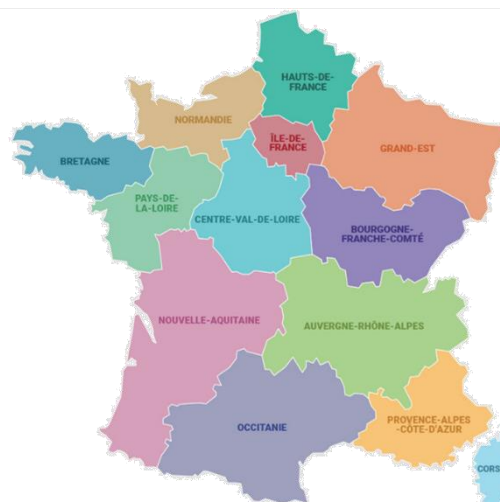 HAUTS-DE-
FRANCE
NORMANDIE
ÎLE-DE-
FRANCE
GRAND-EST
BRETAGNE
PAYS-DE-
LA-LOIRE
CENTRE-VAL-DE-LOIRE
BOURGOGNE-
FRANCHE-COMTÉ
NOUVELLE-AQUITAINE
AUVERGNE-RHÔNE-ALPES
OCCITANIE
PROVENCE-ALPES
-CÔTE-D'AZUR
CORS